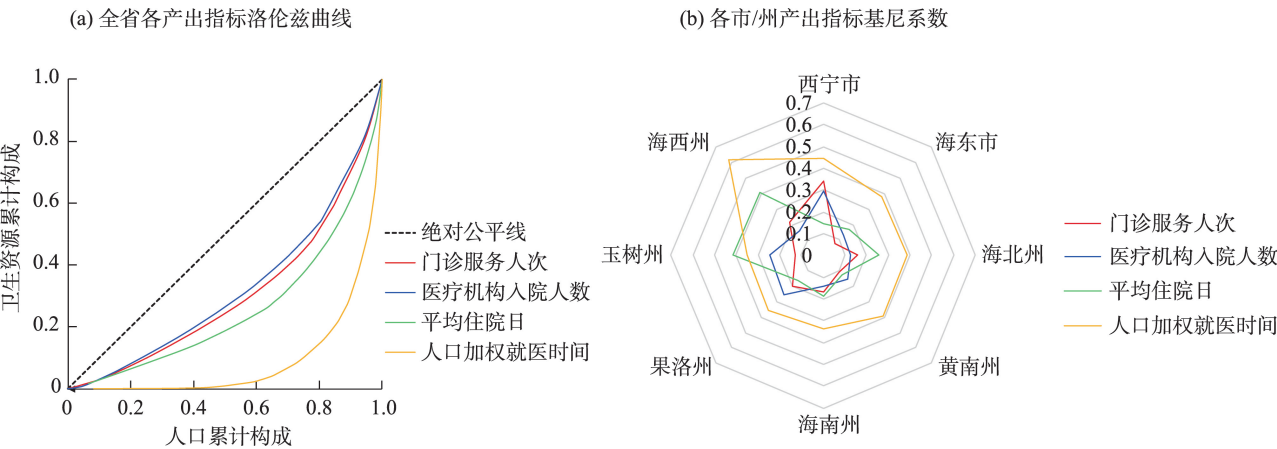 (a) 全省各产出指标洛伦兹曲线
1.0
0.8
0.6
0.4
0.2
0
0
0.2
0.4
0.6
0.8
1.0
卫生资源累计构成
人口累计构成
绝对公平线
门诊服务人次
医疗机构入院人数
平均住院日
人口加权就医时间
(b) 各市/州产出指标基尼系数
西宁市
海东市
海北州
黄南州
海南州
果洛州
玉树州
海西州
0.7
0.6
0.5
0.4
0.3
0.2
0.1
0
门诊服务人次
医疗机构入院人数
平均住院日
人口加权就医时间